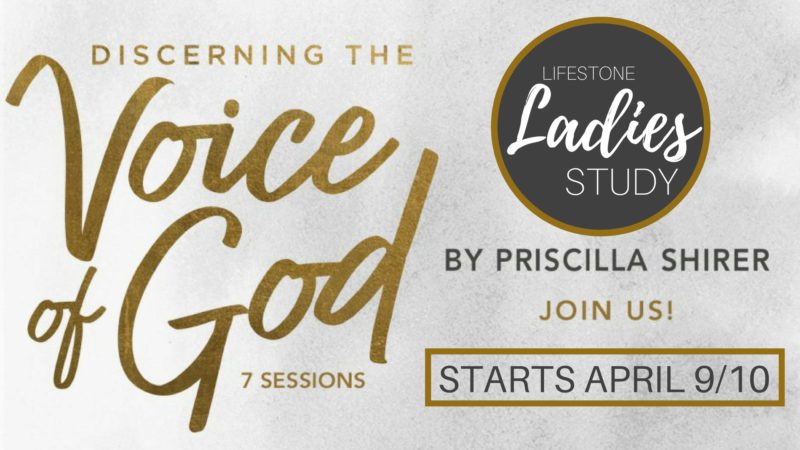 DISCERNING THE
Voice
of God
7 SESSIONS
LIFESTONE
Ladies
STUDY
BY PRISCILLA SHIRER
JOIN US!
STARTS APRIL 9/10